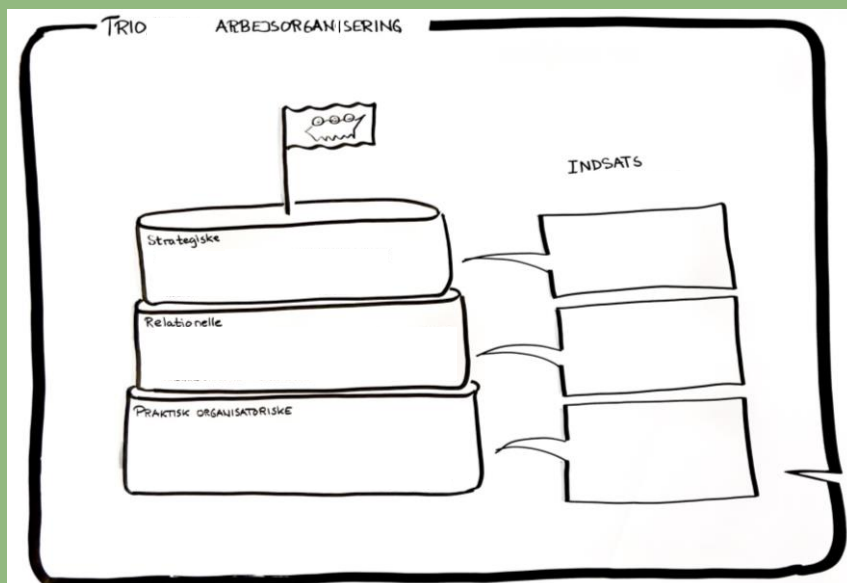 TRIO ARBEJSORGANISERING
INDSATS
Strategiske
Relationelle
PRAKTISK ORGANISATORISKE